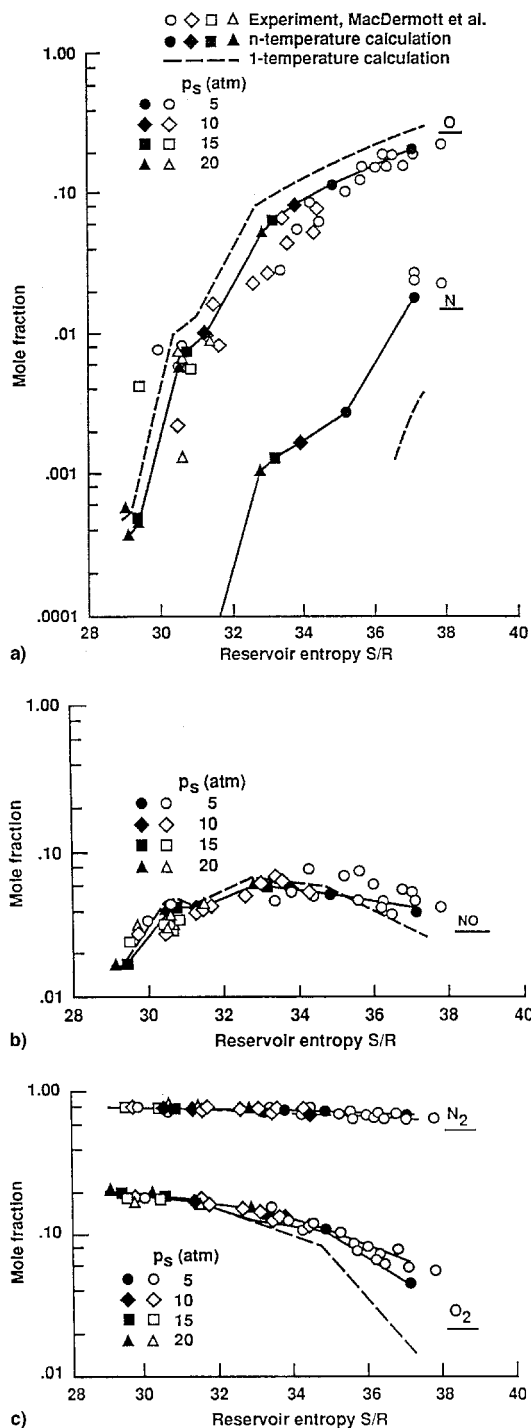 Experiment, MacDermott et al.
n-temperature calculation
1-temperature calculation
ps (atm)
5
10
15
20
1.00
.10
.01
.001
.0001
Mole fraction
O
N
28 30 32 34 36 38 40
Reservoir entropy S/R
a)
1.00
.10
.01
Mole fraction
ps (atm)
5
10
15
20
NO
28 30 32 34 36 38 40
Reservoir entropy S/R
b)
1.00
.10
.01
Mole fraction
N2
ps (atm)
5
10
15
20
O2
28 30 32 34 36 38 40
Reservoir entropy S/R
c)